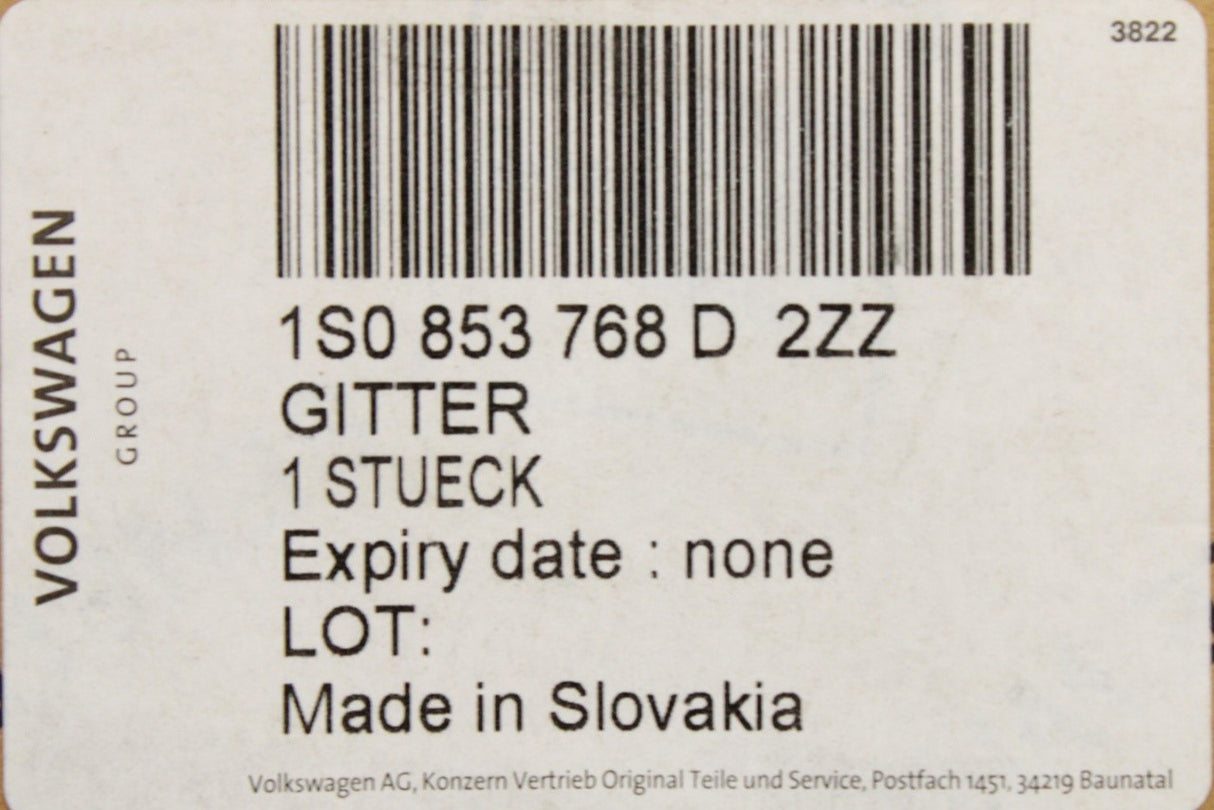 3822
VOLKSWAGEN
GROUP
1S0 853 768 D 2ZZ
GITTER
1 STUECK
Expiry date : none
LOT:
Made in Slovakia
Volkswagen AG, Konzern Vertrieb Original Teile und Service, Postfach 1451, 34219 Baunatal